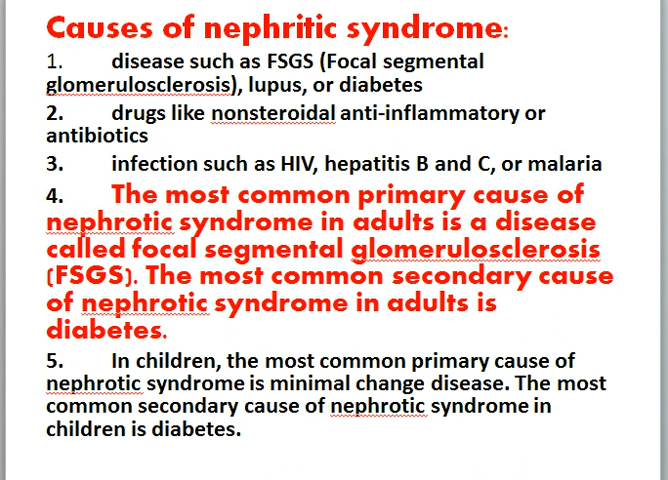 Causes of nephritic syndrome:
1. disease such as FSGS (Focal segmental
glomerulosclerosis), lupus, or diabetes
2. drugs like nonsteroidal anti-inflammatory or
antibiotics
3. infection such as HIV, hepatitis B and C, or malaria
4. The most common primary cause of
nephrotic syndrome in adults is a disease
called focal segmental glomerulosclerosis
(FSGS). The most common secondary cause
of nephrotic syndrome in adults is
diabetes.
5. In children, the most common primary cause of
nephrotic syndrome is minimal change disease. The most
common secondary cause of nephrotic syndrome in
children is diabetes.